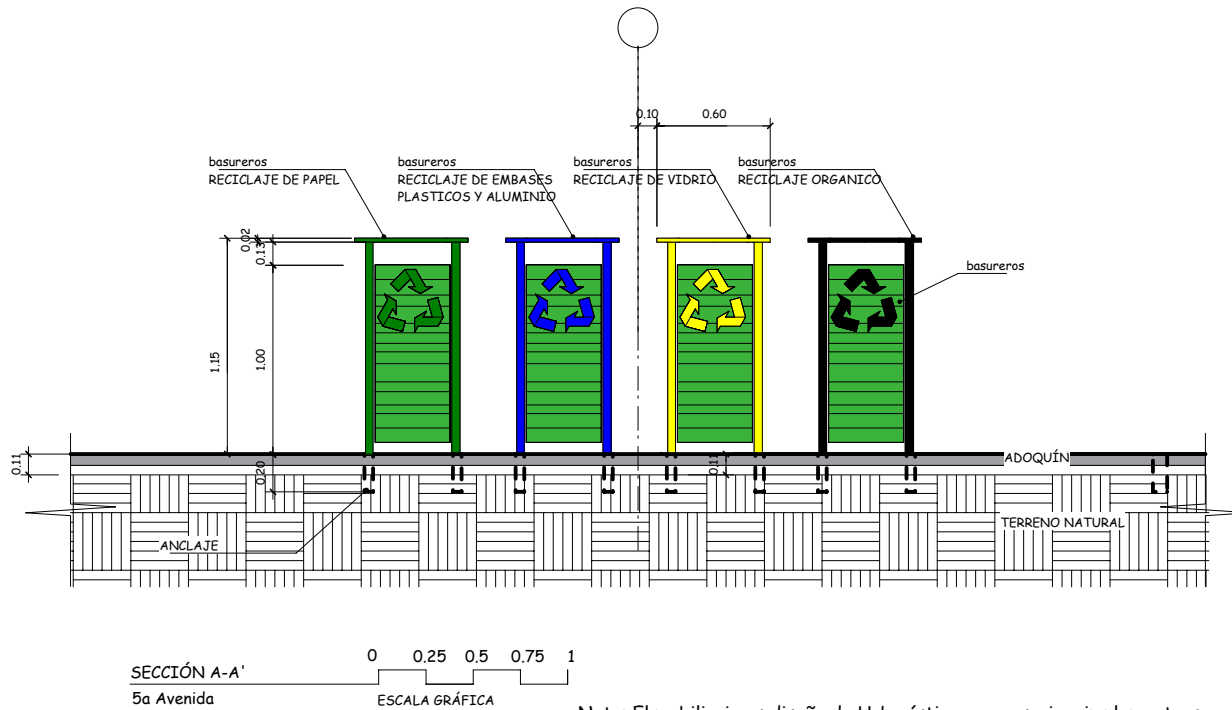 0.10
0.60
basureros
RECICLAJE DE PAPEL
basureros
RECICLAJE DE EMBASES
PLASTICOS Y ALUMINIO
basureros
RECICLAJE DE VIDRIO
basureros
RECICLAJE ORGANICO
0.02
0.13
basureros
1.15
1.00
0.11
0.20
0.11
ADOQUÍN
TERRENO NATURAL
ANCLAJE
SECCIÓN A-A'
5a Avenida
0 0.25 0.5 0.75 1
ESCALA GRÁFICA